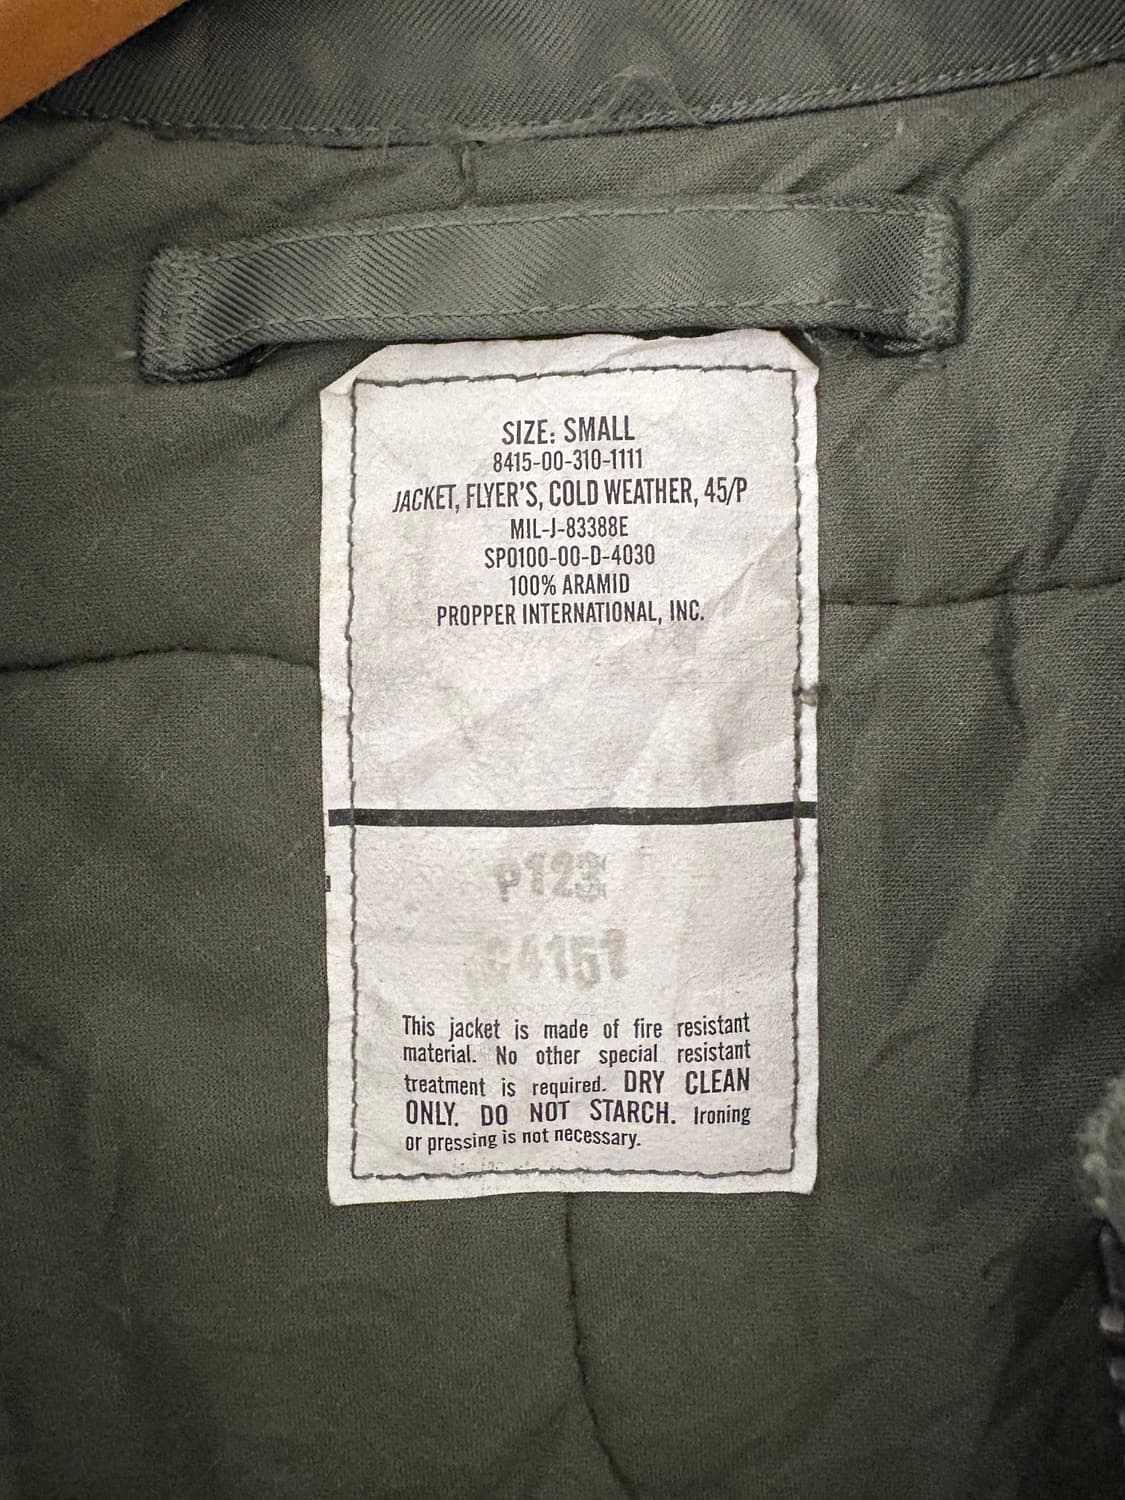 SIZE: SMALL
8415-00-310-1111
JACKET, FLYER'S, COLD WEATHER, 45/P
MIL-J-83388E
SP0100-00-D-4030
100% ARAMID
PROPPER INTERNATIONAL, INC.
P123
This jacket is made of fire resistant
material. No other special resistant
treatment is required. DRY CLEAN
ONLY. DO NOT STARCH. Ironing
or pressing is not necessary.